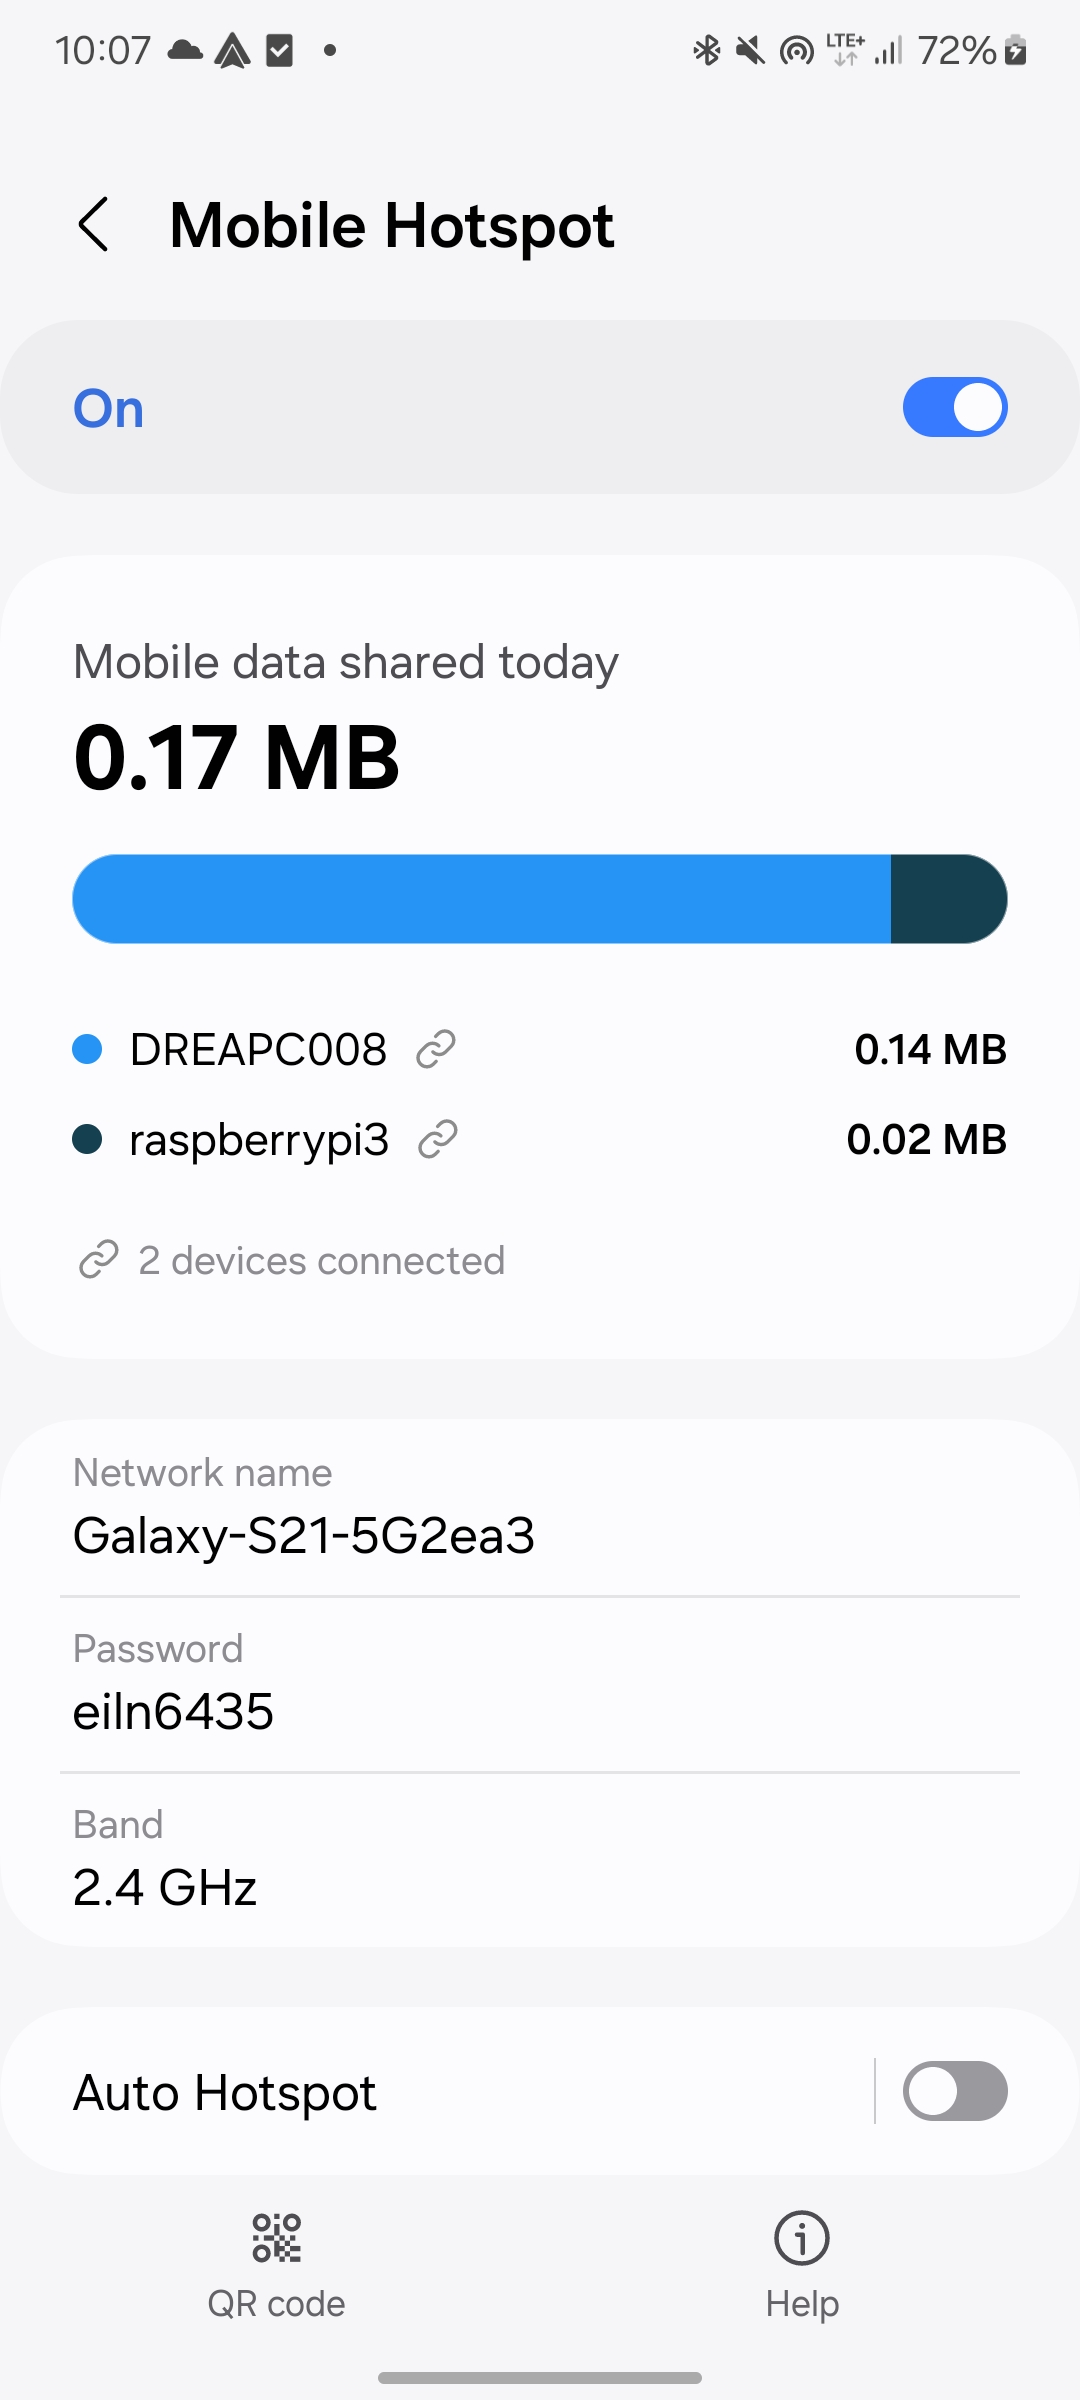 10:07 LTE+ 72%
Mobile Hotspot
On
Mobile data shared today
0.17 MB
DREAPC008 0.14 MB
raspberrypi3 0.02 MB
2 devices connected
Network name
Galaxy-S21-5G2ea3
Password
eiln6435
Band
2.4 GHz
Auto Hotspot
QR code Help